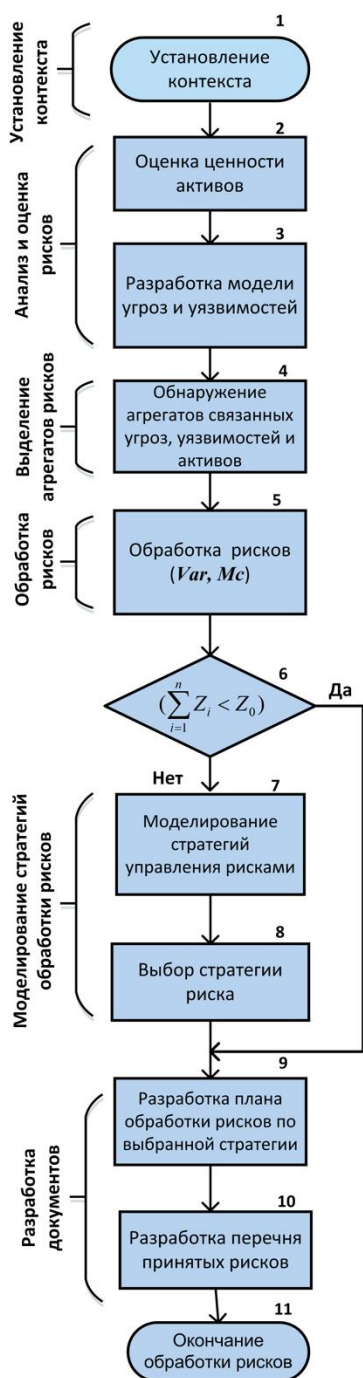 Установление
контекста
1
Установление
контекста
Анализ и оценка
рисков
2
Оценка ценности
активов
3
Разработка модели
угроз и уязвимостей
Выделение
агрегатов рисков
4
Обнаружение
агрегатов связанных
угроз, уязвимостей и
активов
Обработка
рисков
5
Обработка рисков
(Var, Mc)
6
(∑_{i=1}^{n} Z_i < Z_0)
Да
Нет
Моделирование стратегий
обработки рисков
7
Моделирование
стратегий
управления рисками
8
Выбор стратегии
риска
Разработка
документов
9
Разработка плана
обработки рисков по
выбранной стратегии
10
Разработка перечня
принятых рисков
11
Окончание
обработки рисков